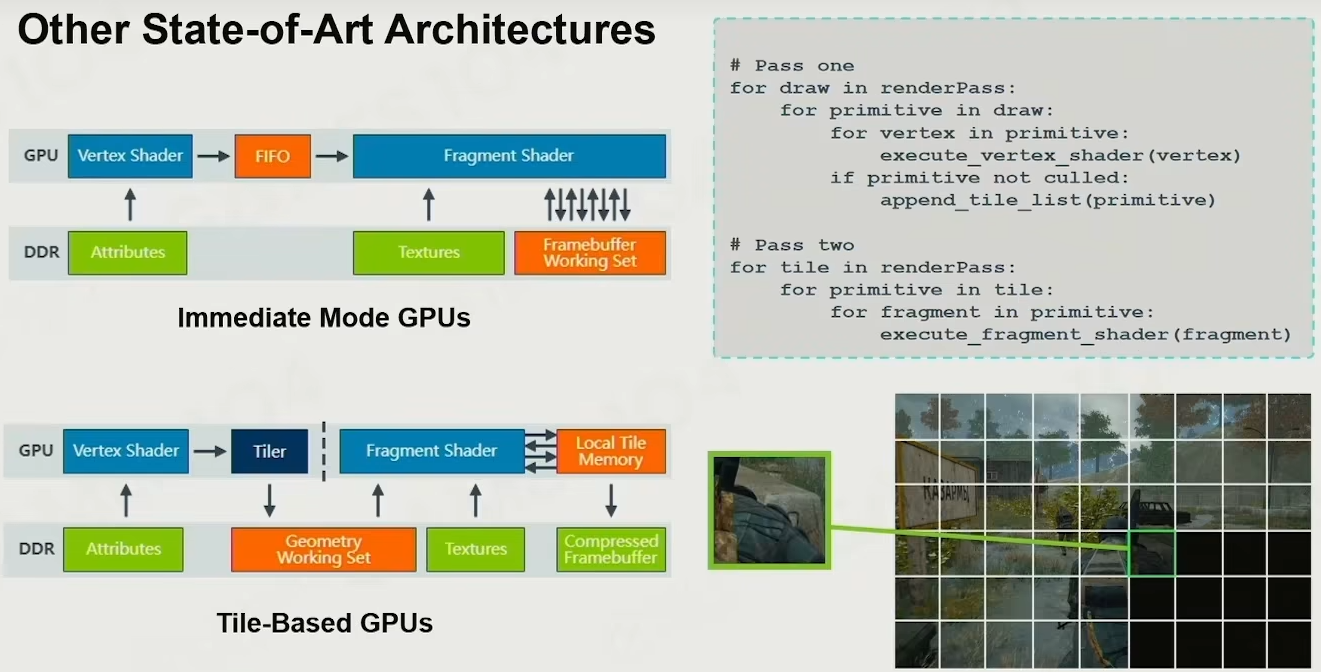 Other State-of-Art Architectures
GPU
Vertex Shader
FIFO
Fragment Shader
DDR
Attributes
Textures
Framebuffer
Working Set
Immediate Mode GPUs
GPU
Vertex Shader
Tiler
Fragment Shader
Local Tile
Memory
DDR
Attributes
Geometry
Working Set
Textures
Compressed
Framebuffer
Tile-Based GPUs
# Pass one
for draw in renderPass:
    for primitive in draw:
        for vertex in primitive:
            execute_vertex_shader(vertex)
        if primitive not culled:
            append_tile_list(primitive)
# Pass two
for tile in renderPass:
    for primitive in tile:
        for fragment in primitive:
            execute_fragment_shader(fragment)
КАЗАРМЫ